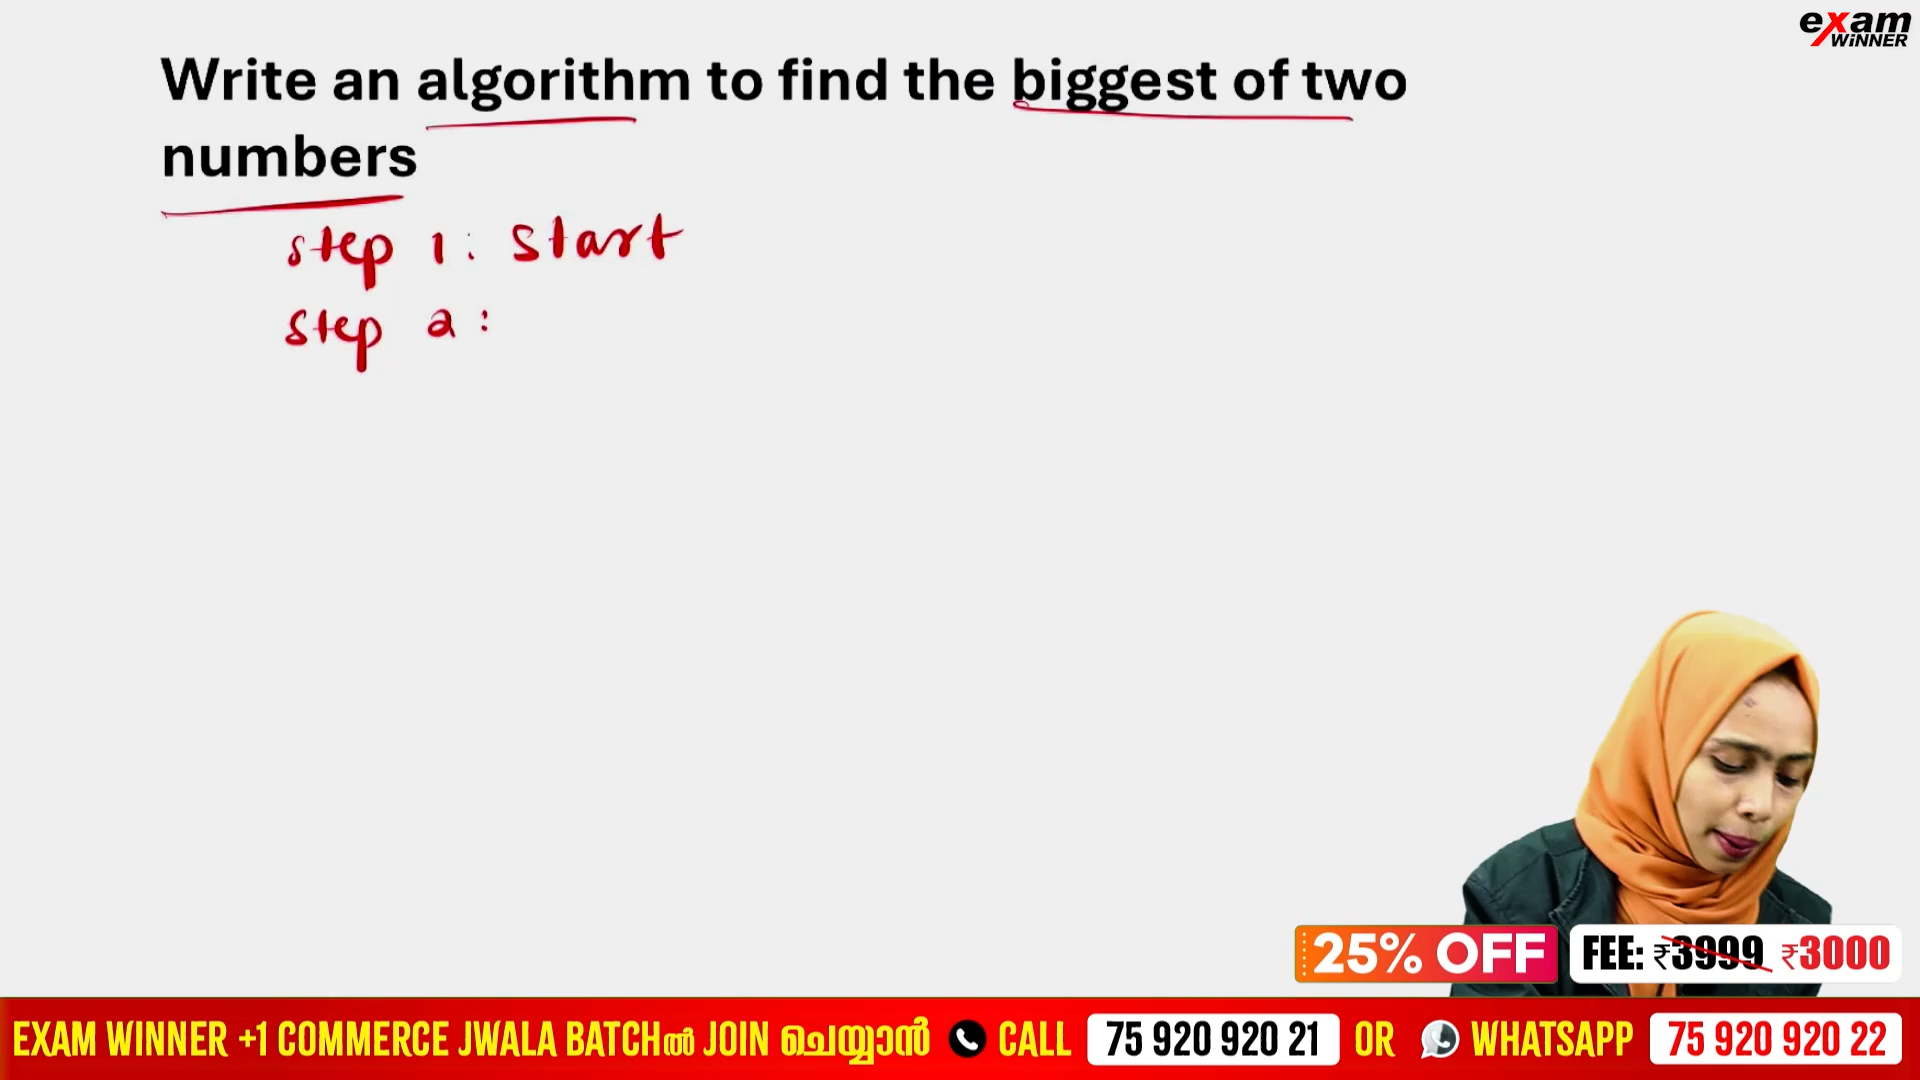 exam
WiNNER
Write an algorithm to find the biggest of two
numbers
step 1: Start
Step 2:
25% OFF FEE: ₹3999 ₹3000
EXAM WINNER +1 COMMERCE JWALA BATCHൽ JOIN ചെയ്യാൻ CALL 75 920 920 21 OR WHATSAPP 75 920 920 22